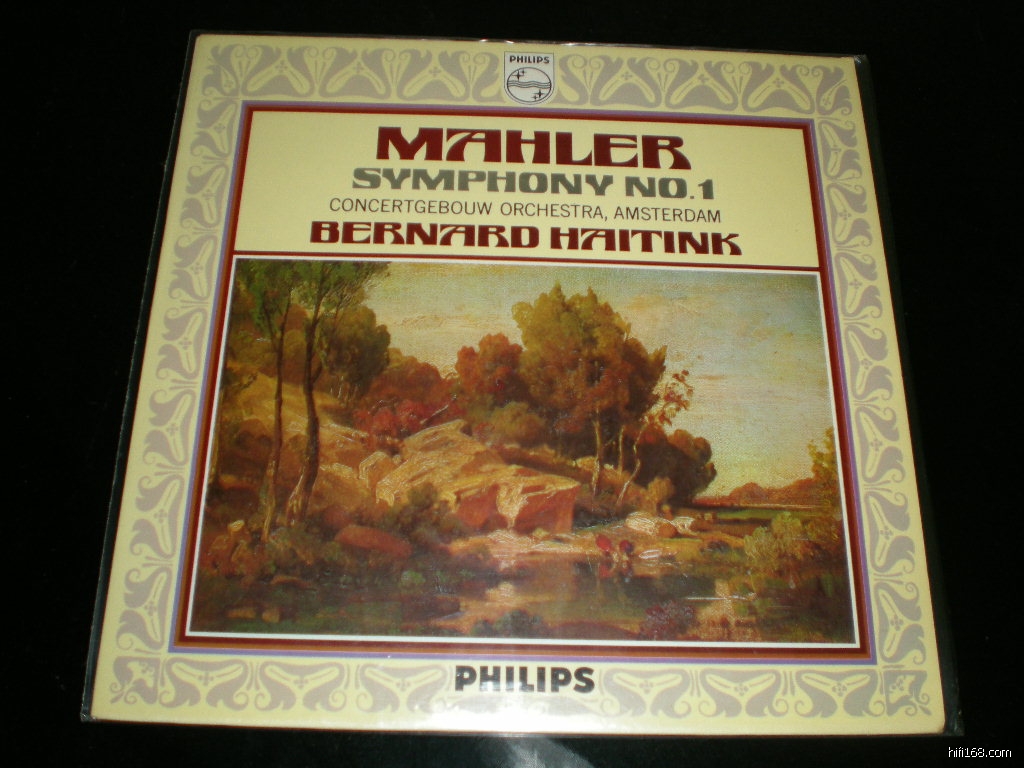 PHILIPS
MAHLER
SYMPHONY NO.1
CONCERTGEBOUW ORCHESTRA, AMSTERDAM
BERNARD HAITINK
PHILIPS
hifi168.com